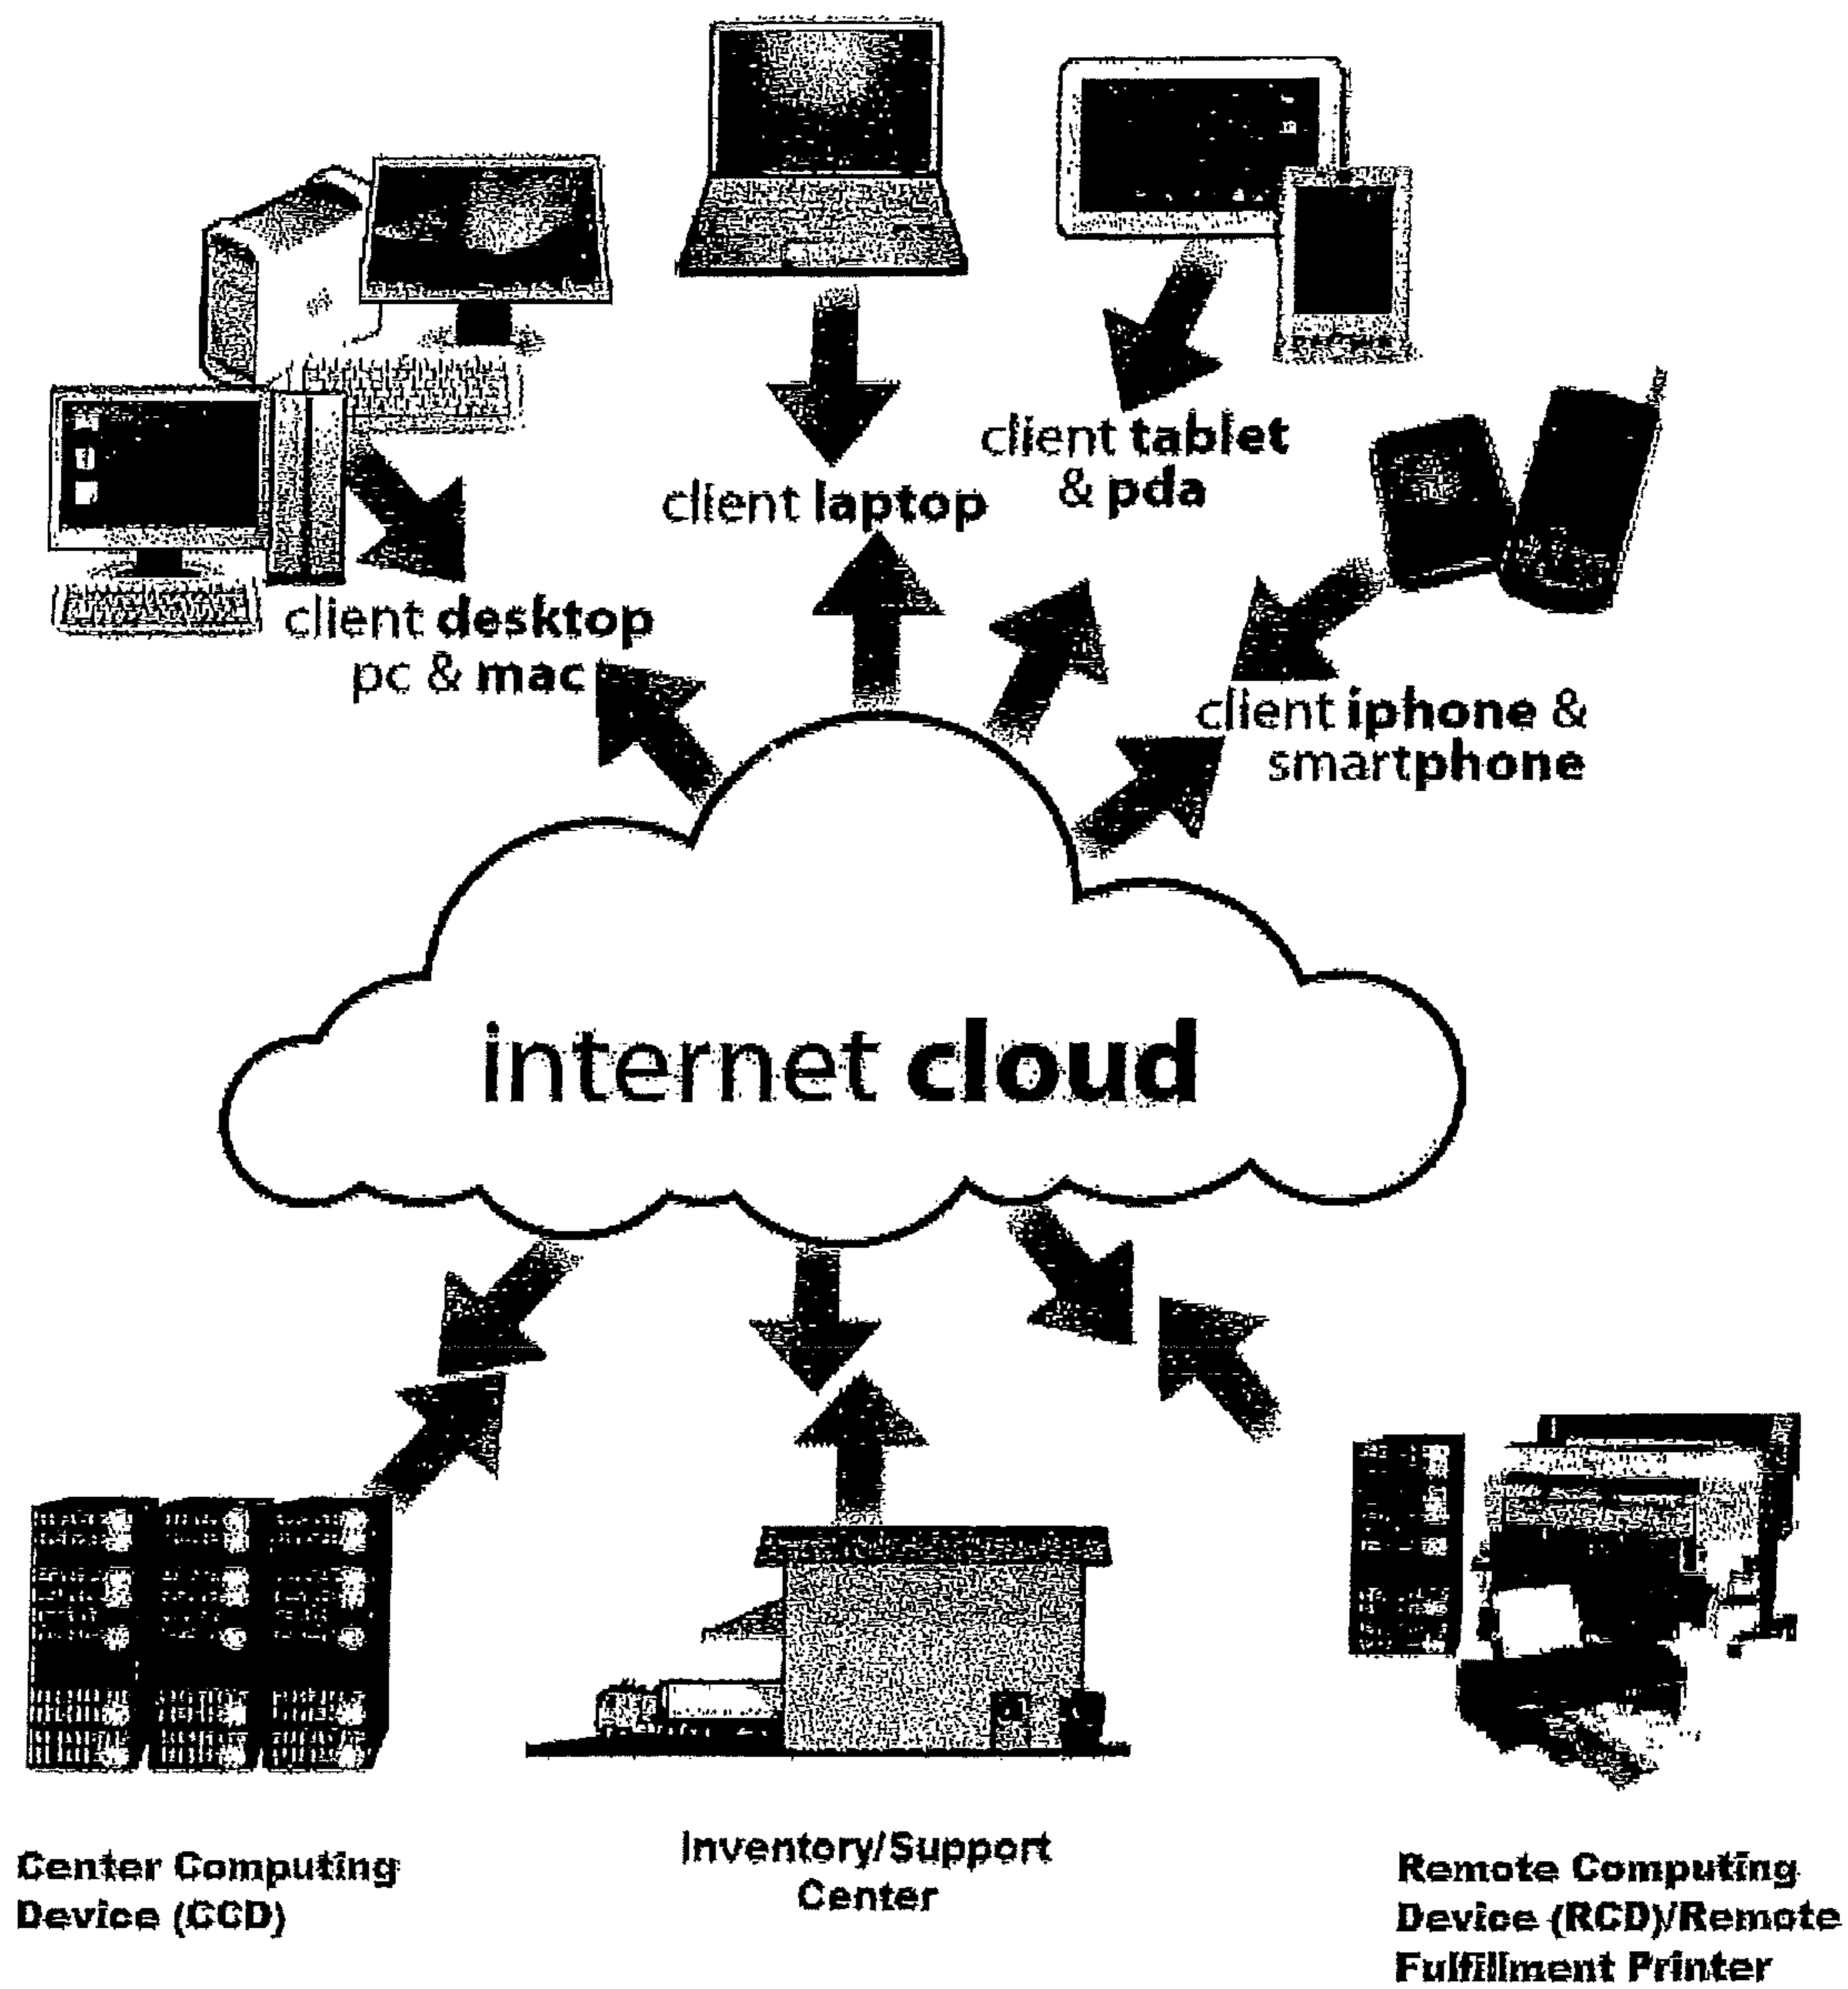 client tablet
& pda
client laptop
client desktop
pc & mac
client iphone &
smartphone
internet cloud
Center Computing
Device (CCD)
Inventory/Support
Center
Remote Computing
Device (RCD)/Remote
Fulfillment Printer